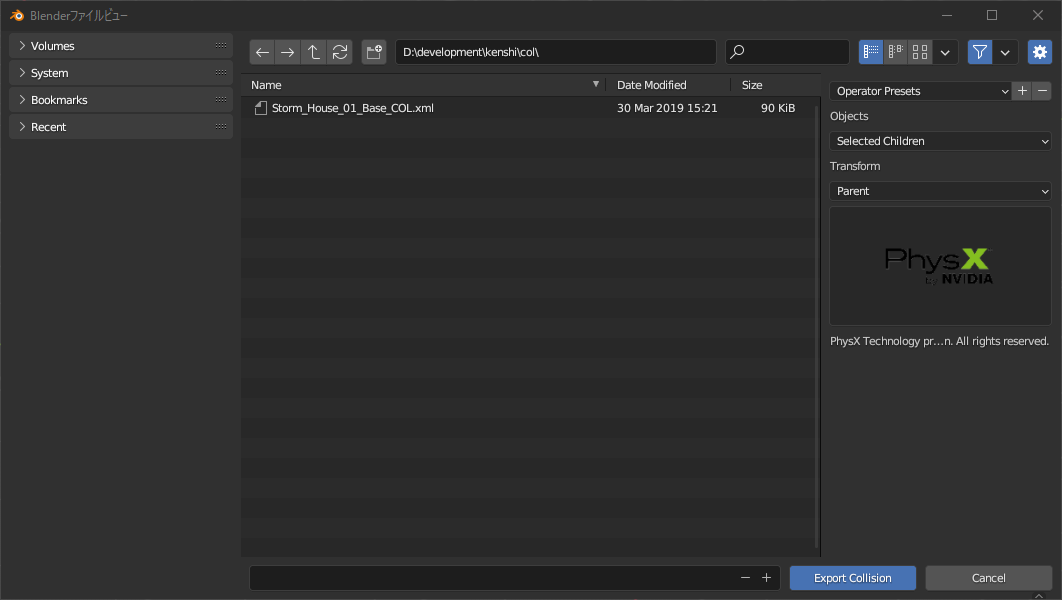 Blenderファイルビュー
Volumes
System
Bookmarks
Recent
D:\development\kenshi\col\
Name Date Modified Size
Storm_House_01_Base_COL.xml 30 Mar 2019 15:21 90 KiB
Operator Presets
Objects
Selected Children
Transform
Parent
PhysX
by NVIDIA
PhysX Technology pr...n. All rights reserved.
Export Collision Cancel